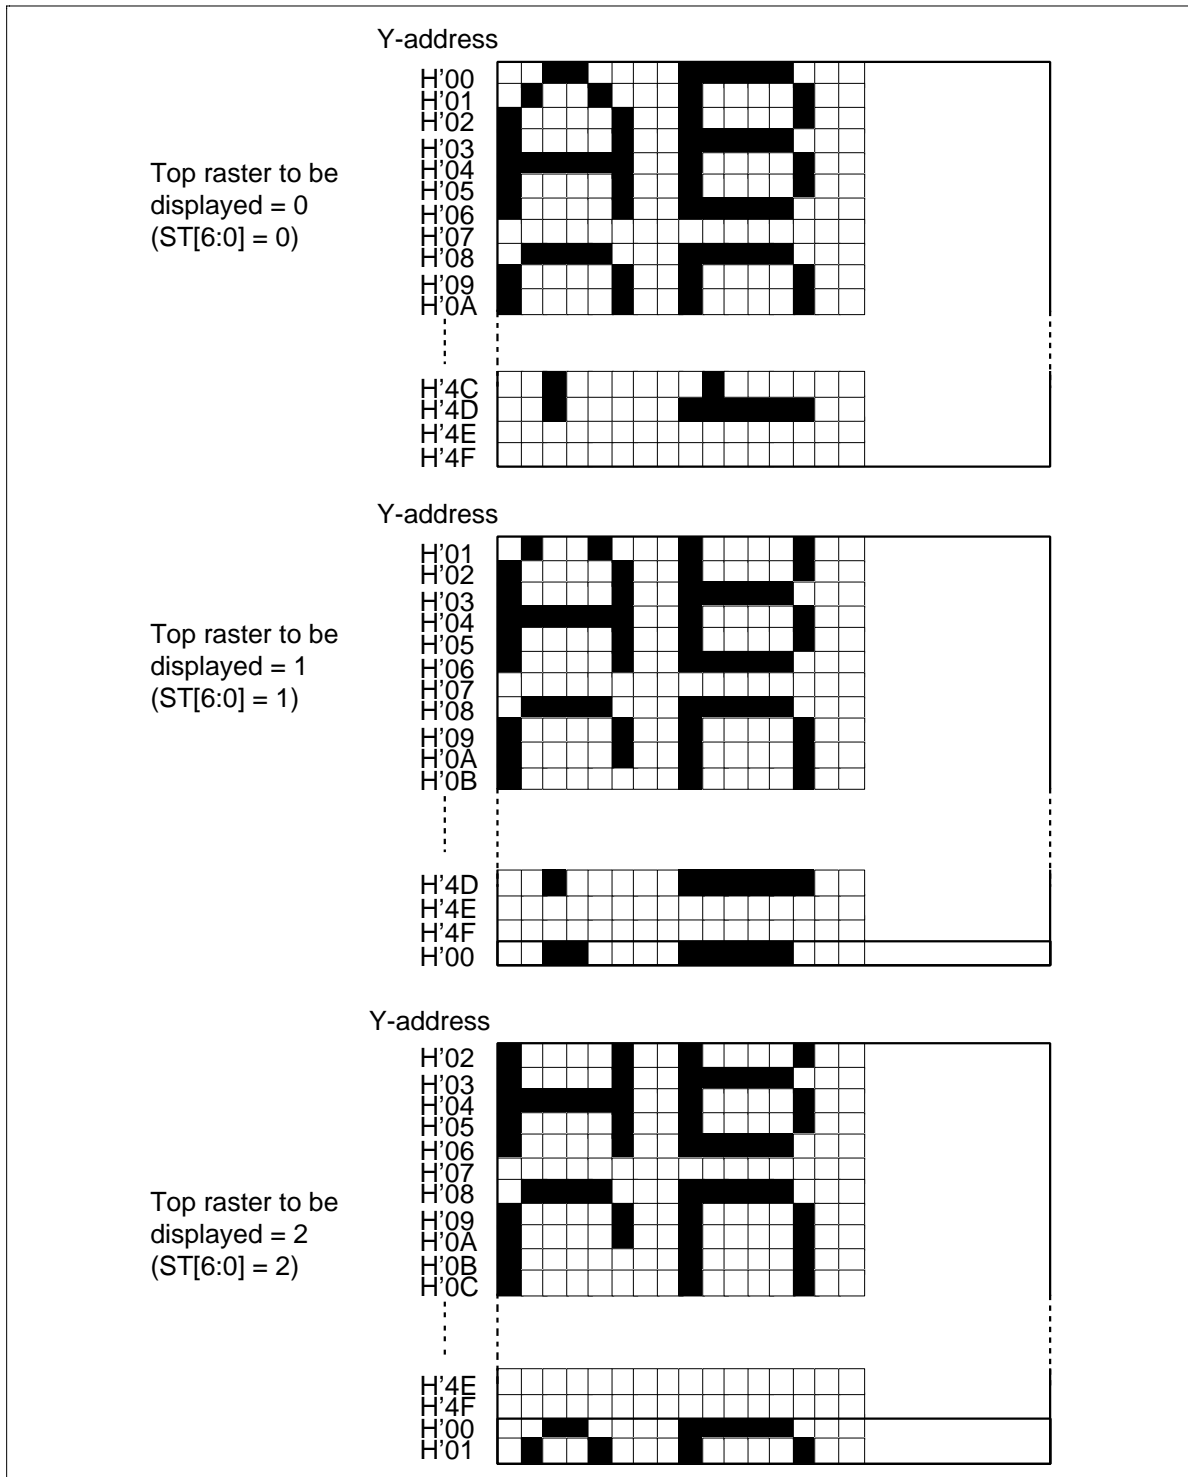 Y-address
H'00
H'01
H'02
H'03
H'04
H'05
H'06
H'07
H'08
H'09
H'0A
Top raster to be
displayed = 0
(ST[6:0] = 0)
H'4C
H'4D
H'4E
H'4F
Y-address
H'01
H'02
H'03
H'04
H'05
H'06
H'07
H'08
H'09
H'0A
H'0B
Top raster to be
displayed = 1
(ST[6:0] = 1)
H'4D
H'4E
H'4F
H'00
Y-address
H'02
H'03
H'04
H'05
H'06
H'07
H'08
H'09
H'0A
H'0B
H'0C
Top raster to be
displayed = 2
(ST[6:0] = 2)
H'4E
H'4F
H'00
H'01